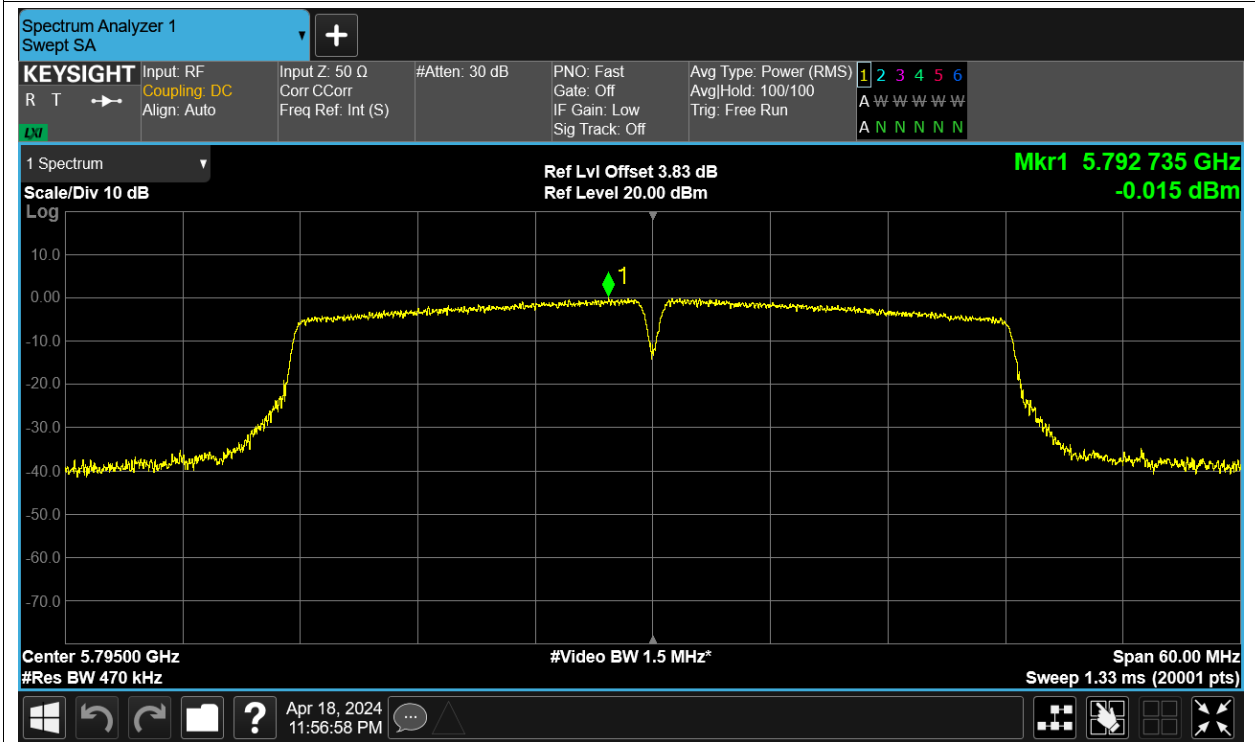 Spectrum Analyzer 1
Swept SA
KEYSIGHT
R T
LXI
Input: RF
Coupling: DC
Align: Auto
Input Z: 50 Ω
Corr CCorr
Freq Ref: Int (S)
#Atten: 30 dB
PNO: Fast
Gate: Off
IF Gain: Low
Sig Track: Off
Avg Type: Power (RMS)
Avg|Hold: 100/100
Trig: Free Run
1 2 3 4 5 6
A W W W W W
A N N N N N
1 Spectrum
Scale/Div 10 dB
Log
Ref Lvl Offset 3.83 dB
Ref Level 20.00 dBm
Mkr1 5.792 735 GHz
-0.015 dBm
1
10.0
0.00
-10.0
-20.0
-30.0
-40.0
-50.0
-60.0
-70.0
Center 5.79500 GHz
#Res BW 470 kHz
#Video BW 1.5 MHz*
Span 60.00 MHz
Sweep 1.33 ms (20001 pts)
?
Apr 18, 2024
11:56:58 PM